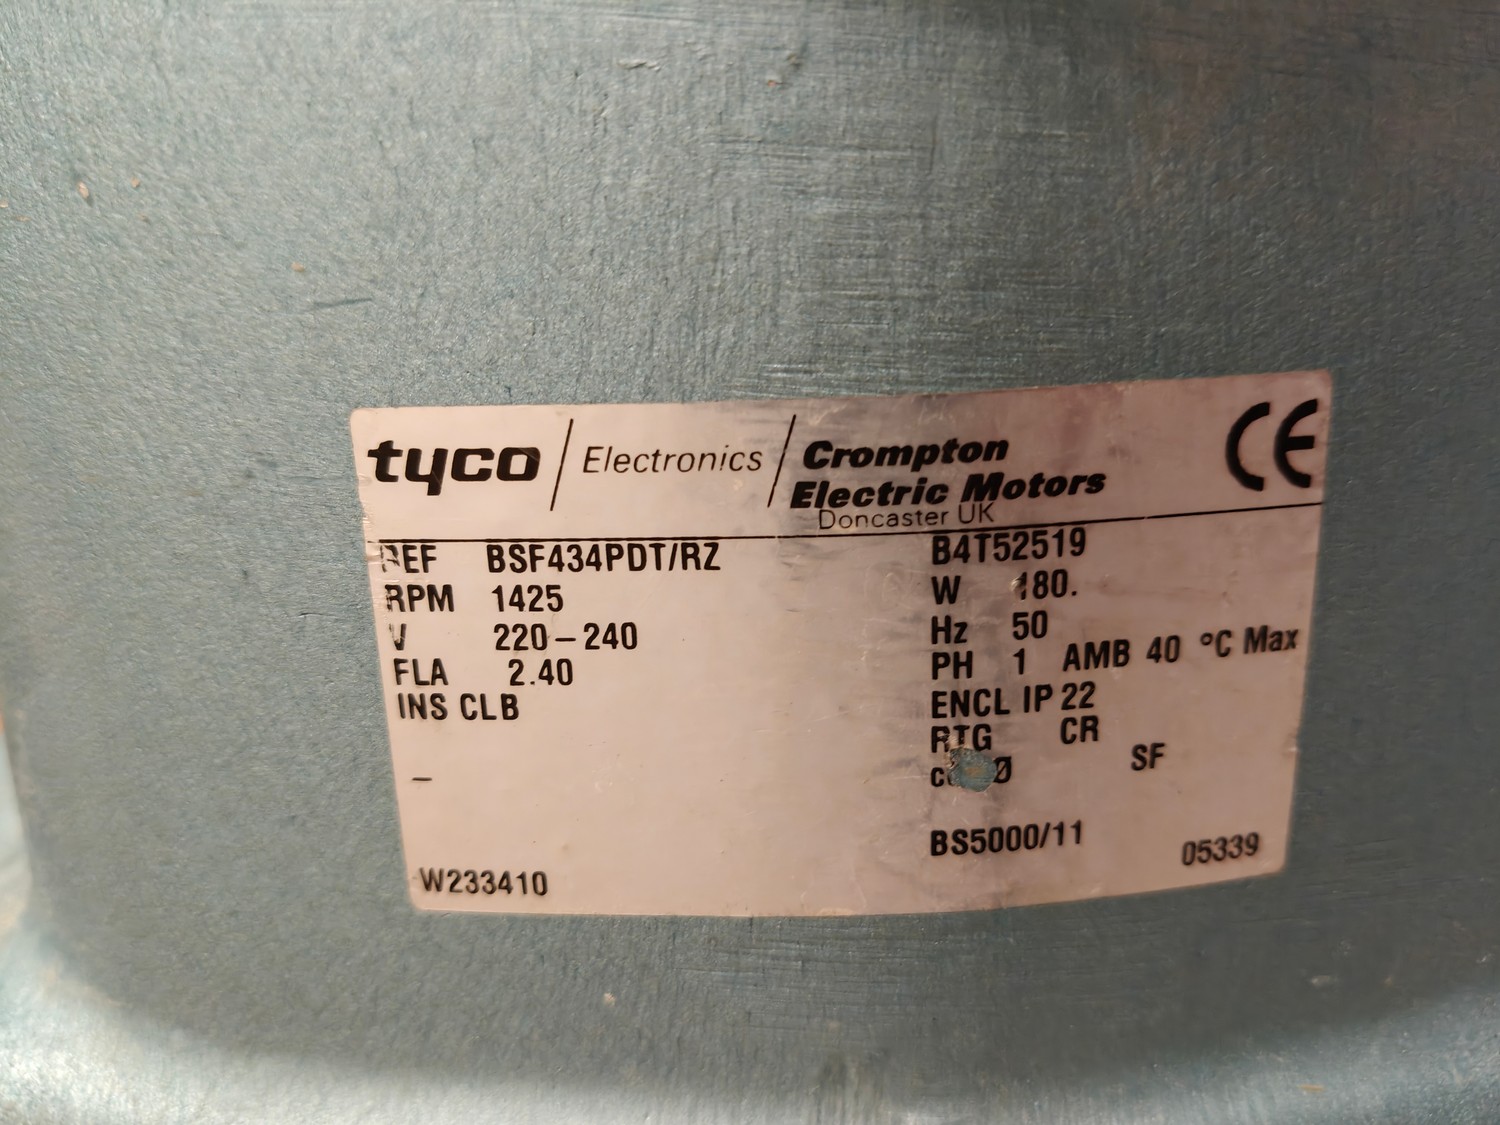 tyco / Electronics / Crompton Electric Motors
Doncaster UK
CE
REF BSF434PDT/RZ B4T52519
RPM 1425 W 180.
V 220-240 Hz 50
FLA 2.40 PH 1 AMB 40 °C Max
INS CLB ENCL IP 22
RTG CR
– SF
BS5000/11
W233410 05339